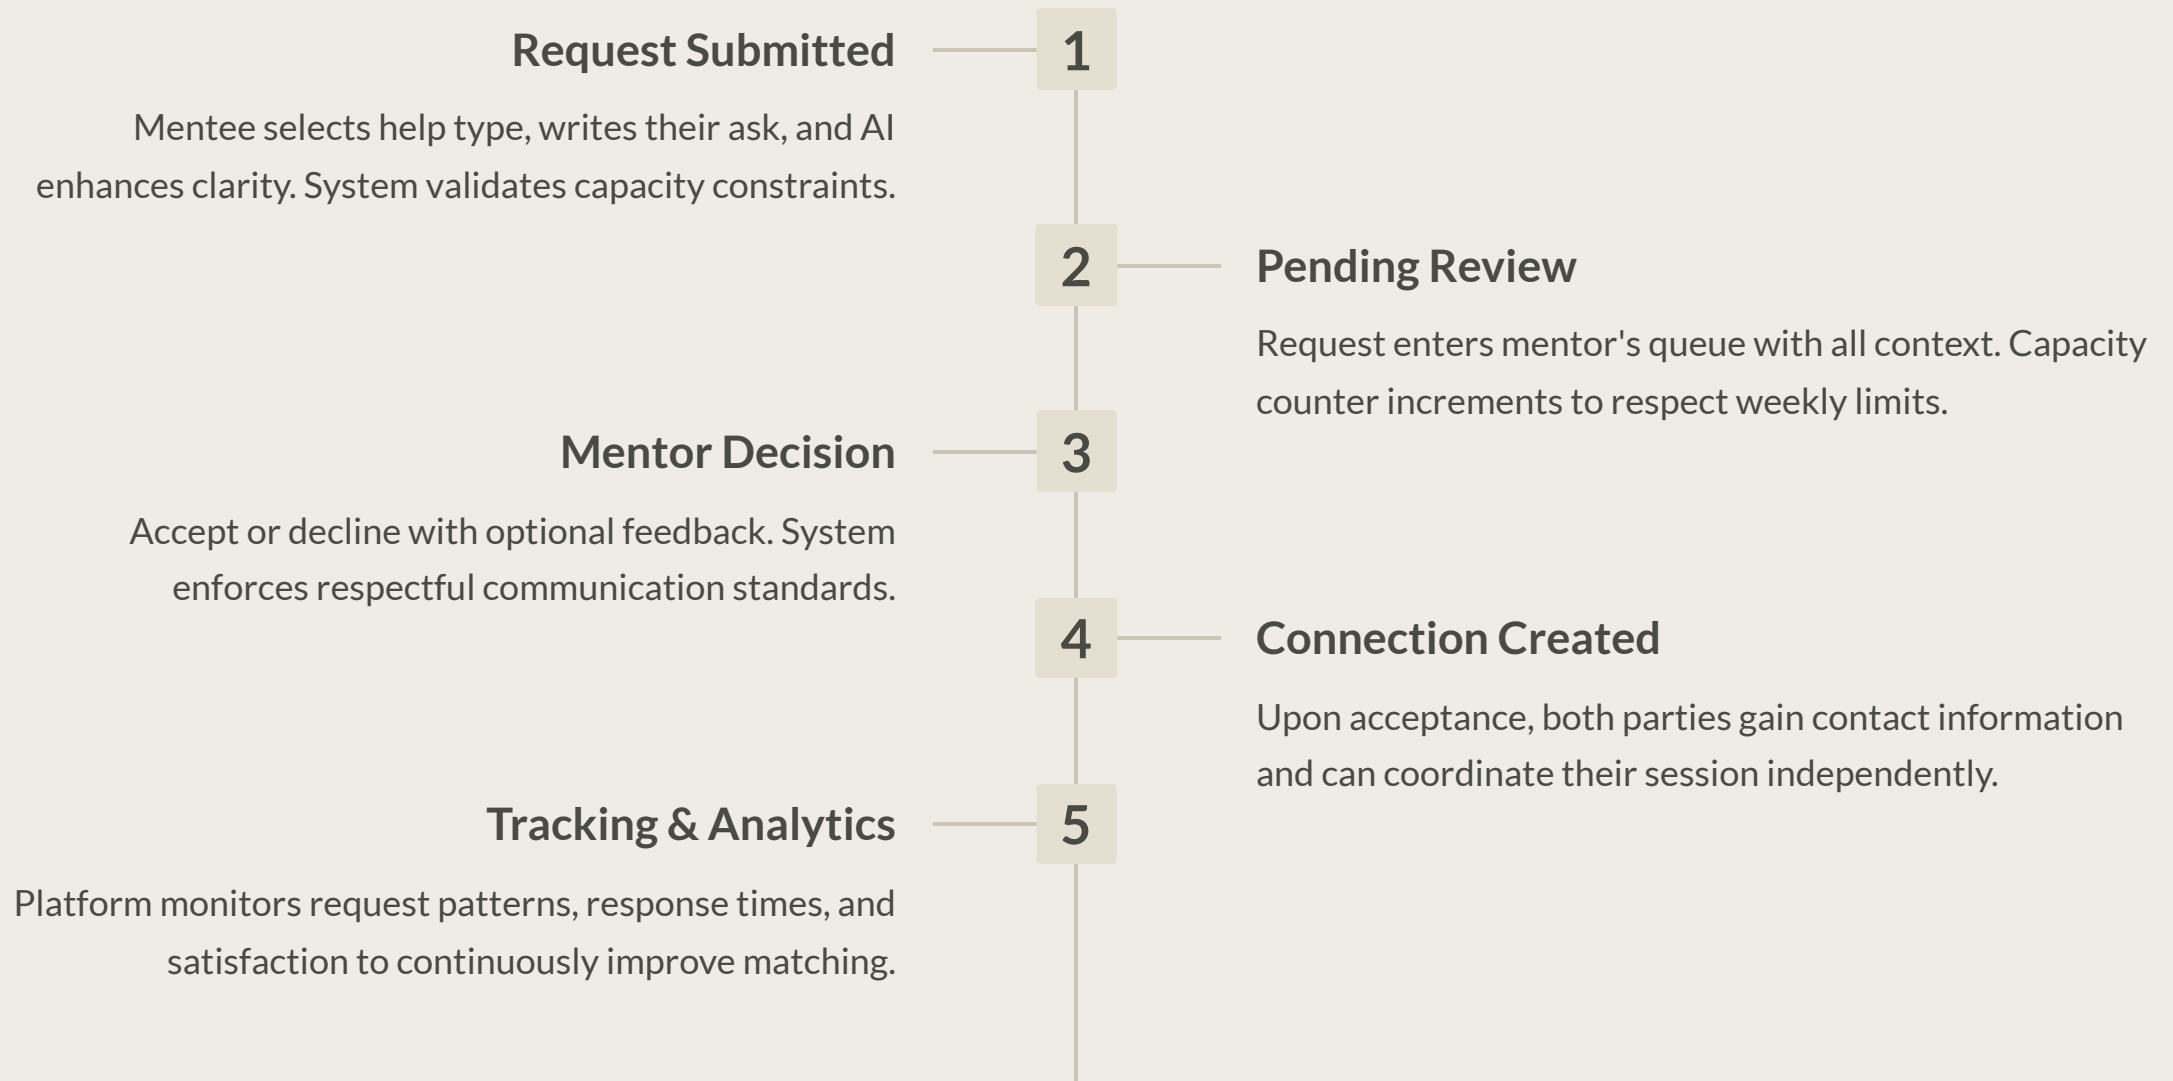 Request Submitted
1
Mentee selects help type, writes their ask, and AI
enhances clarity. System validates capacity constraints.
2
Pending Review
Request enters mentor's queue with all context. Capacity
counter increments to respect weekly limits.
Mentor Decision
3
Accept or decline with optional feedback. System
enforces respectful communication standards.
4
Connection Created
Upon acceptance, both parties gain contact information
and can coordinate their session independently.
Tracking & Analytics
5
Platform monitors request patterns, response times, and
satisfaction to continuously improve matching.